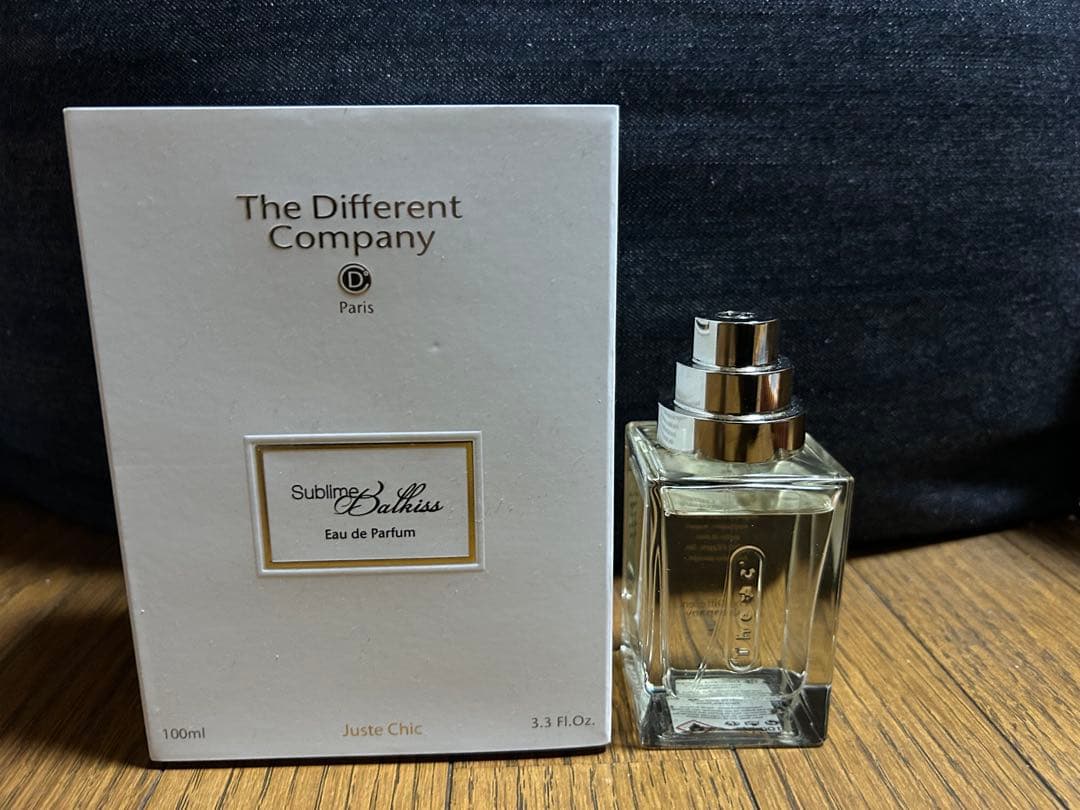 The Different
Company
D
Paris
Sublime Balkiss
Eau de Parfum
100ml
Juste Chic
3.3 Fl.Oz.